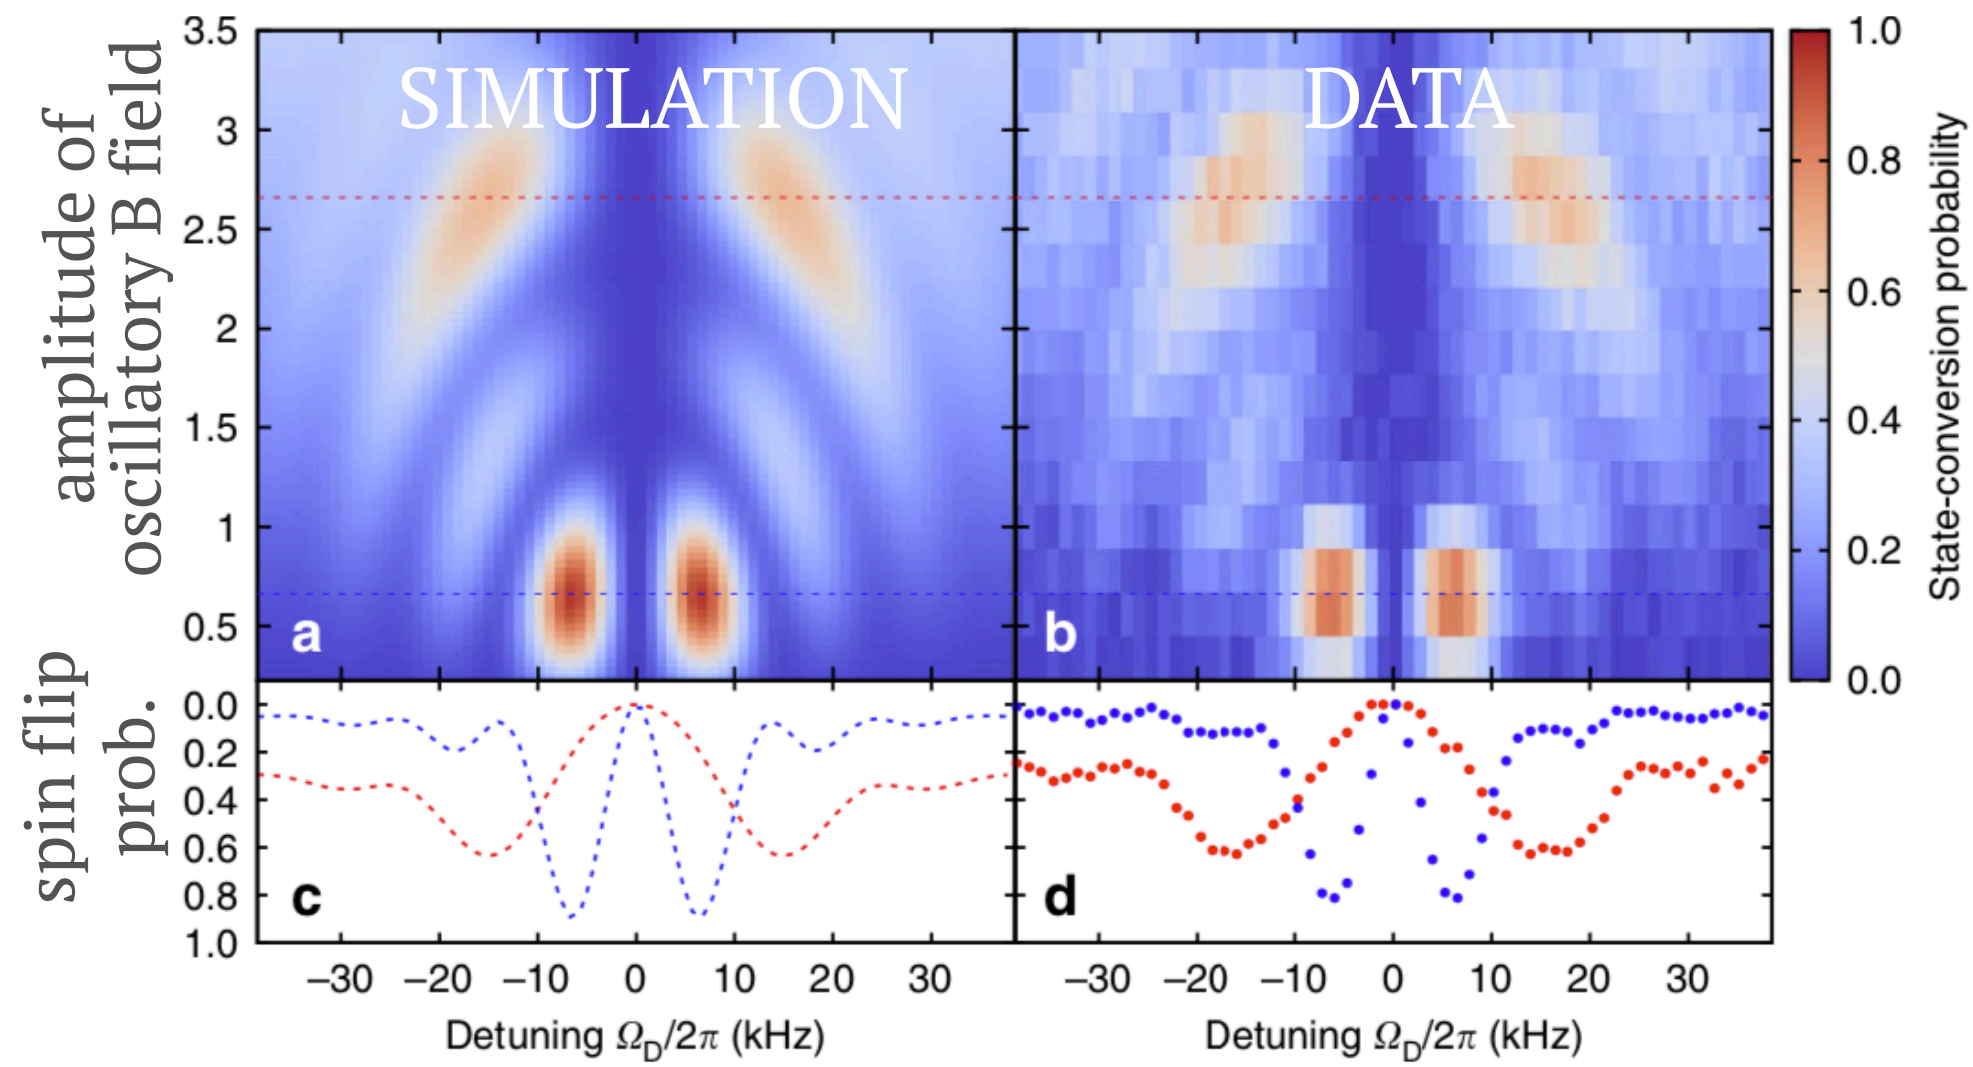 amplitude of
oscillatory B field
3.5
3
2.5
2
1.5
1
0.5
SIMULATION
a
DATA
b
1.0
0.8
0.6
0.4
0.2
0.0
State-conversion probability
spin flip
prob.
0.0
0.2
0.4
0.6
0.8
1.0
c
d
−30 −20 −10 0 10 20 30
−30 −20 −10 0 10 20 30
Detuning Ω_D/2π (kHz)
Detuning Ω_D/2π (kHz)